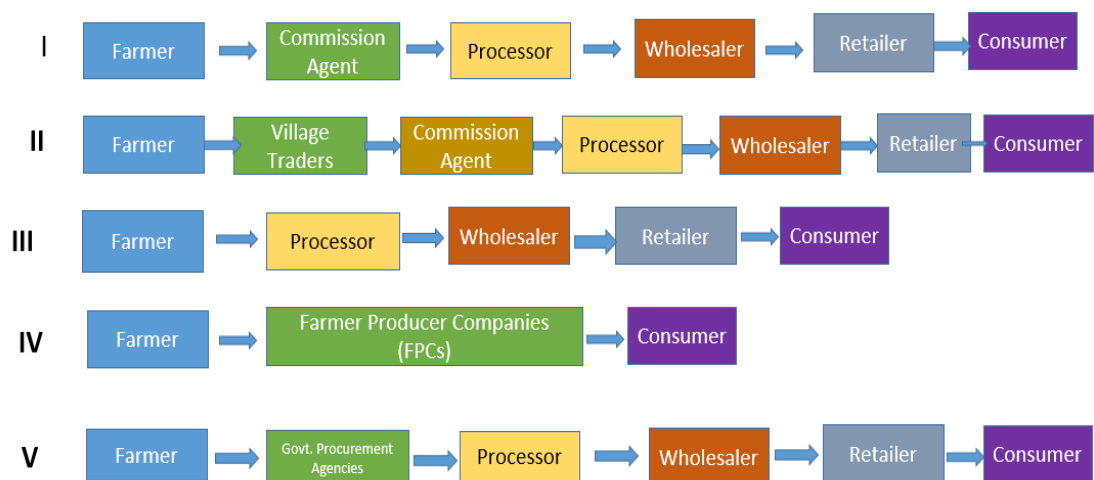 I
Farmer
Commission
Agent
Processor
Wholesaler
Retailer
Consumer
II
Farmer
Village
Traders
Commission
Agent
Processor
Wholesaler
Retailer
Consumer
III
Farmer
Processor
Wholesaler
Retailer
Consumer
IV
Farmer
Farmer Producer Companies
(FPCs)
Consumer
V
Farmer
Govt. Procurement
Agencies
Processor
Wholesaler
Retailer
Consumer